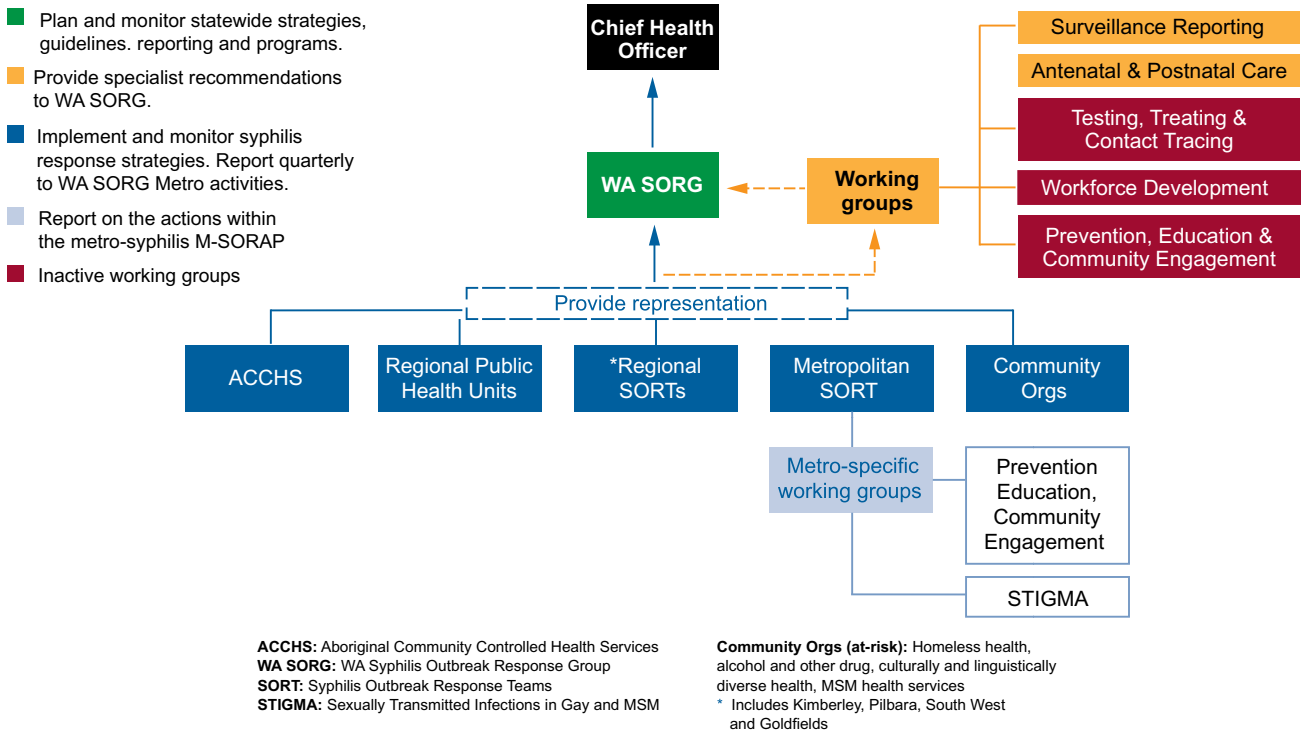 Plan and monitor statewide strategies,
guidelines. reporting and programs.
Provide specialist recommendations
to WA SORG.
Implement and monitor syphilis
response strategies. Report quarterly
to WA SORG Metro activities.
Report on the actions within
the metro-syphilis M-SORAP
Inactive working groups
Chief Health
Officer
WA SORG
Working
groups
Surveillance Reporting
Antenatal & Postnatal Care
Testing, Treating &
Contact Tracing
Workforce Development
Prevention, Education &
Community Engagement
Provide representation
ACCHS
Regional Public
Health Units
*Regional
SORTs
Metropolitan
SORT
Community
Orgs
Metro-specific
working groups
Prevention
Education,
Community
Engagement
STIGMA
ACCHS: Aboriginal Community Controlled Health Services
WA SORG: WA Syphilis Outbreak Response Group
SORT: Syphilis Outbreak Response Teams
STIGMA: Sexually Transmitted Infections in Gay and MSM
Community Orgs (at-risk): Homeless health,
alcohol and other drug, culturally and linguistically
diverse health, MSM health services
* Includes Kimberley, Pilbara, South West
and Goldfields